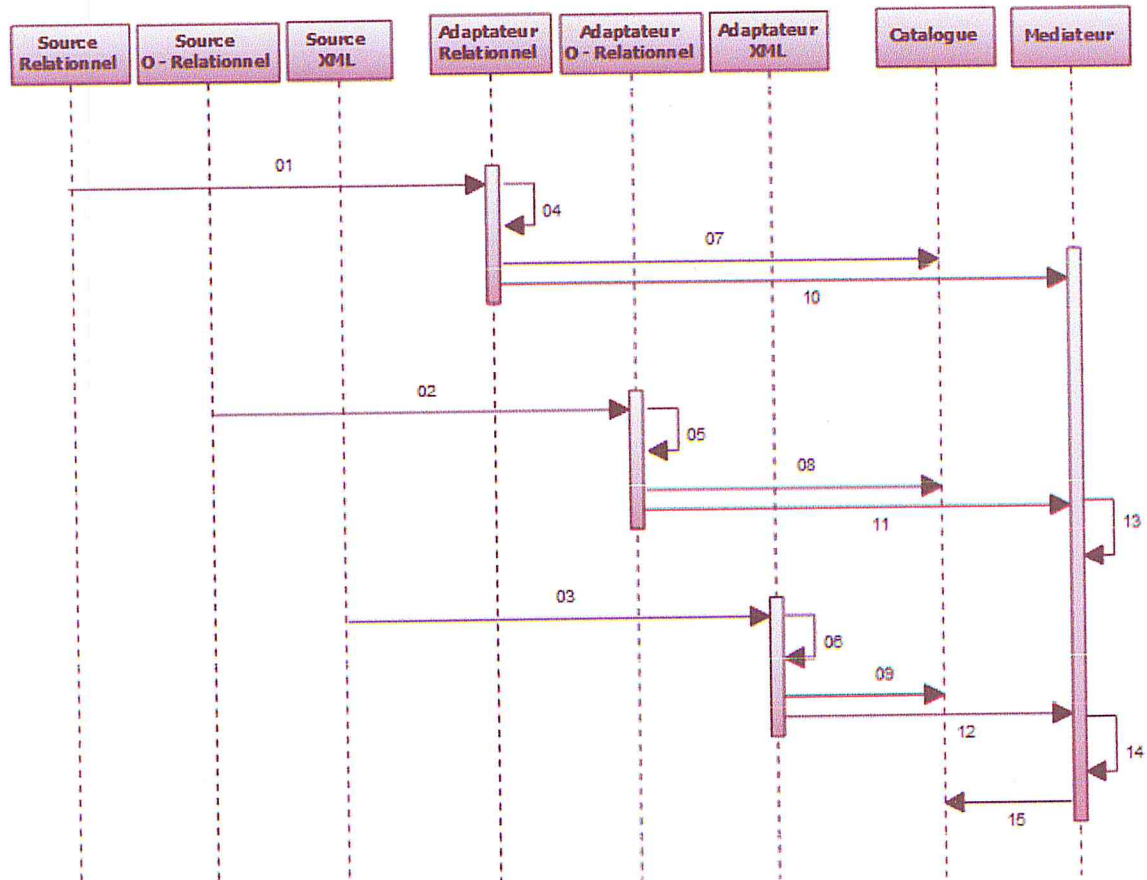 Source
Relationnel
Source
O - Relationnel
Source
XML
Adaptateur
Relationnel
Adaptateur
O - Relationnel
Adaptateur
XML
Catalogue
Mediateur
01
04
07
10
02
05
08
11
13
03
06
09
12
14
15